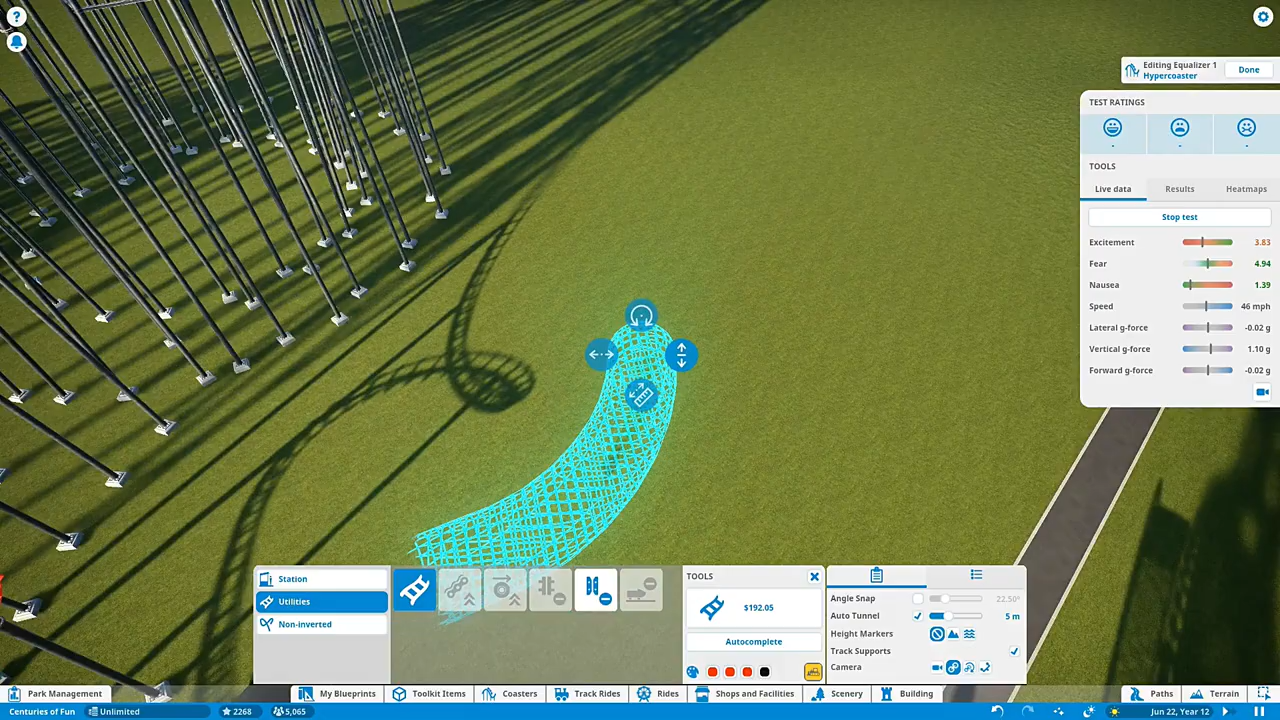 ?
Editing Equalizer 1
Hypercoaster
Done
TEST RATINGS
- - -
TOOLS
Live data Results Heatmaps
Stop test
Excitement 3.83
Fear 4.94
Nausea 1.39
Speed 46 mph
Lateral g-force -0.02 g
Vertical g-force 1.10 g
Forward g-force -0.02 g
Station
Utilities
Non-inverted
TOOLS
$192.05
Autocomplete
Angle Snap 22.50°
Auto Tunnel 5 m
Height Markers
Track Supports
Camera
Park Management My Blueprints Toolkit Items Coasters Track Rides Rides Shops and Facilities Scenery Building Paths Terrain
Centuries of Fun Unlimited 2268 5,065 Jun 22, Year 12